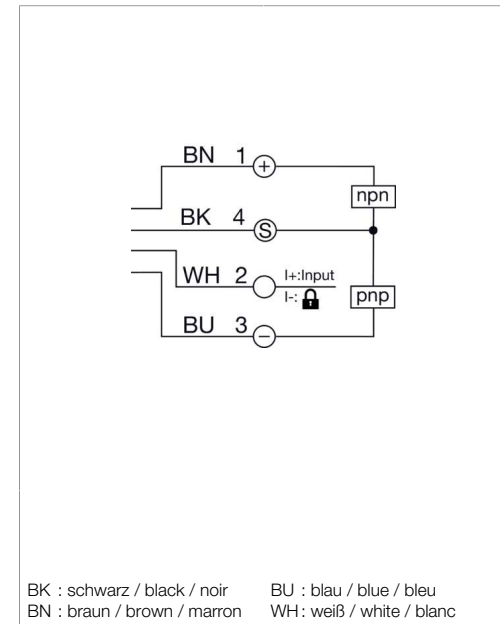 BN 1 +
npn
BK 4 S
WH 2 I+:Input
I-:
pnp
BU 3 −
BK : schwarz / black / noir BU : blau / blue / bleu
BN : braun / brown / marron WH : weiß / white / blanc